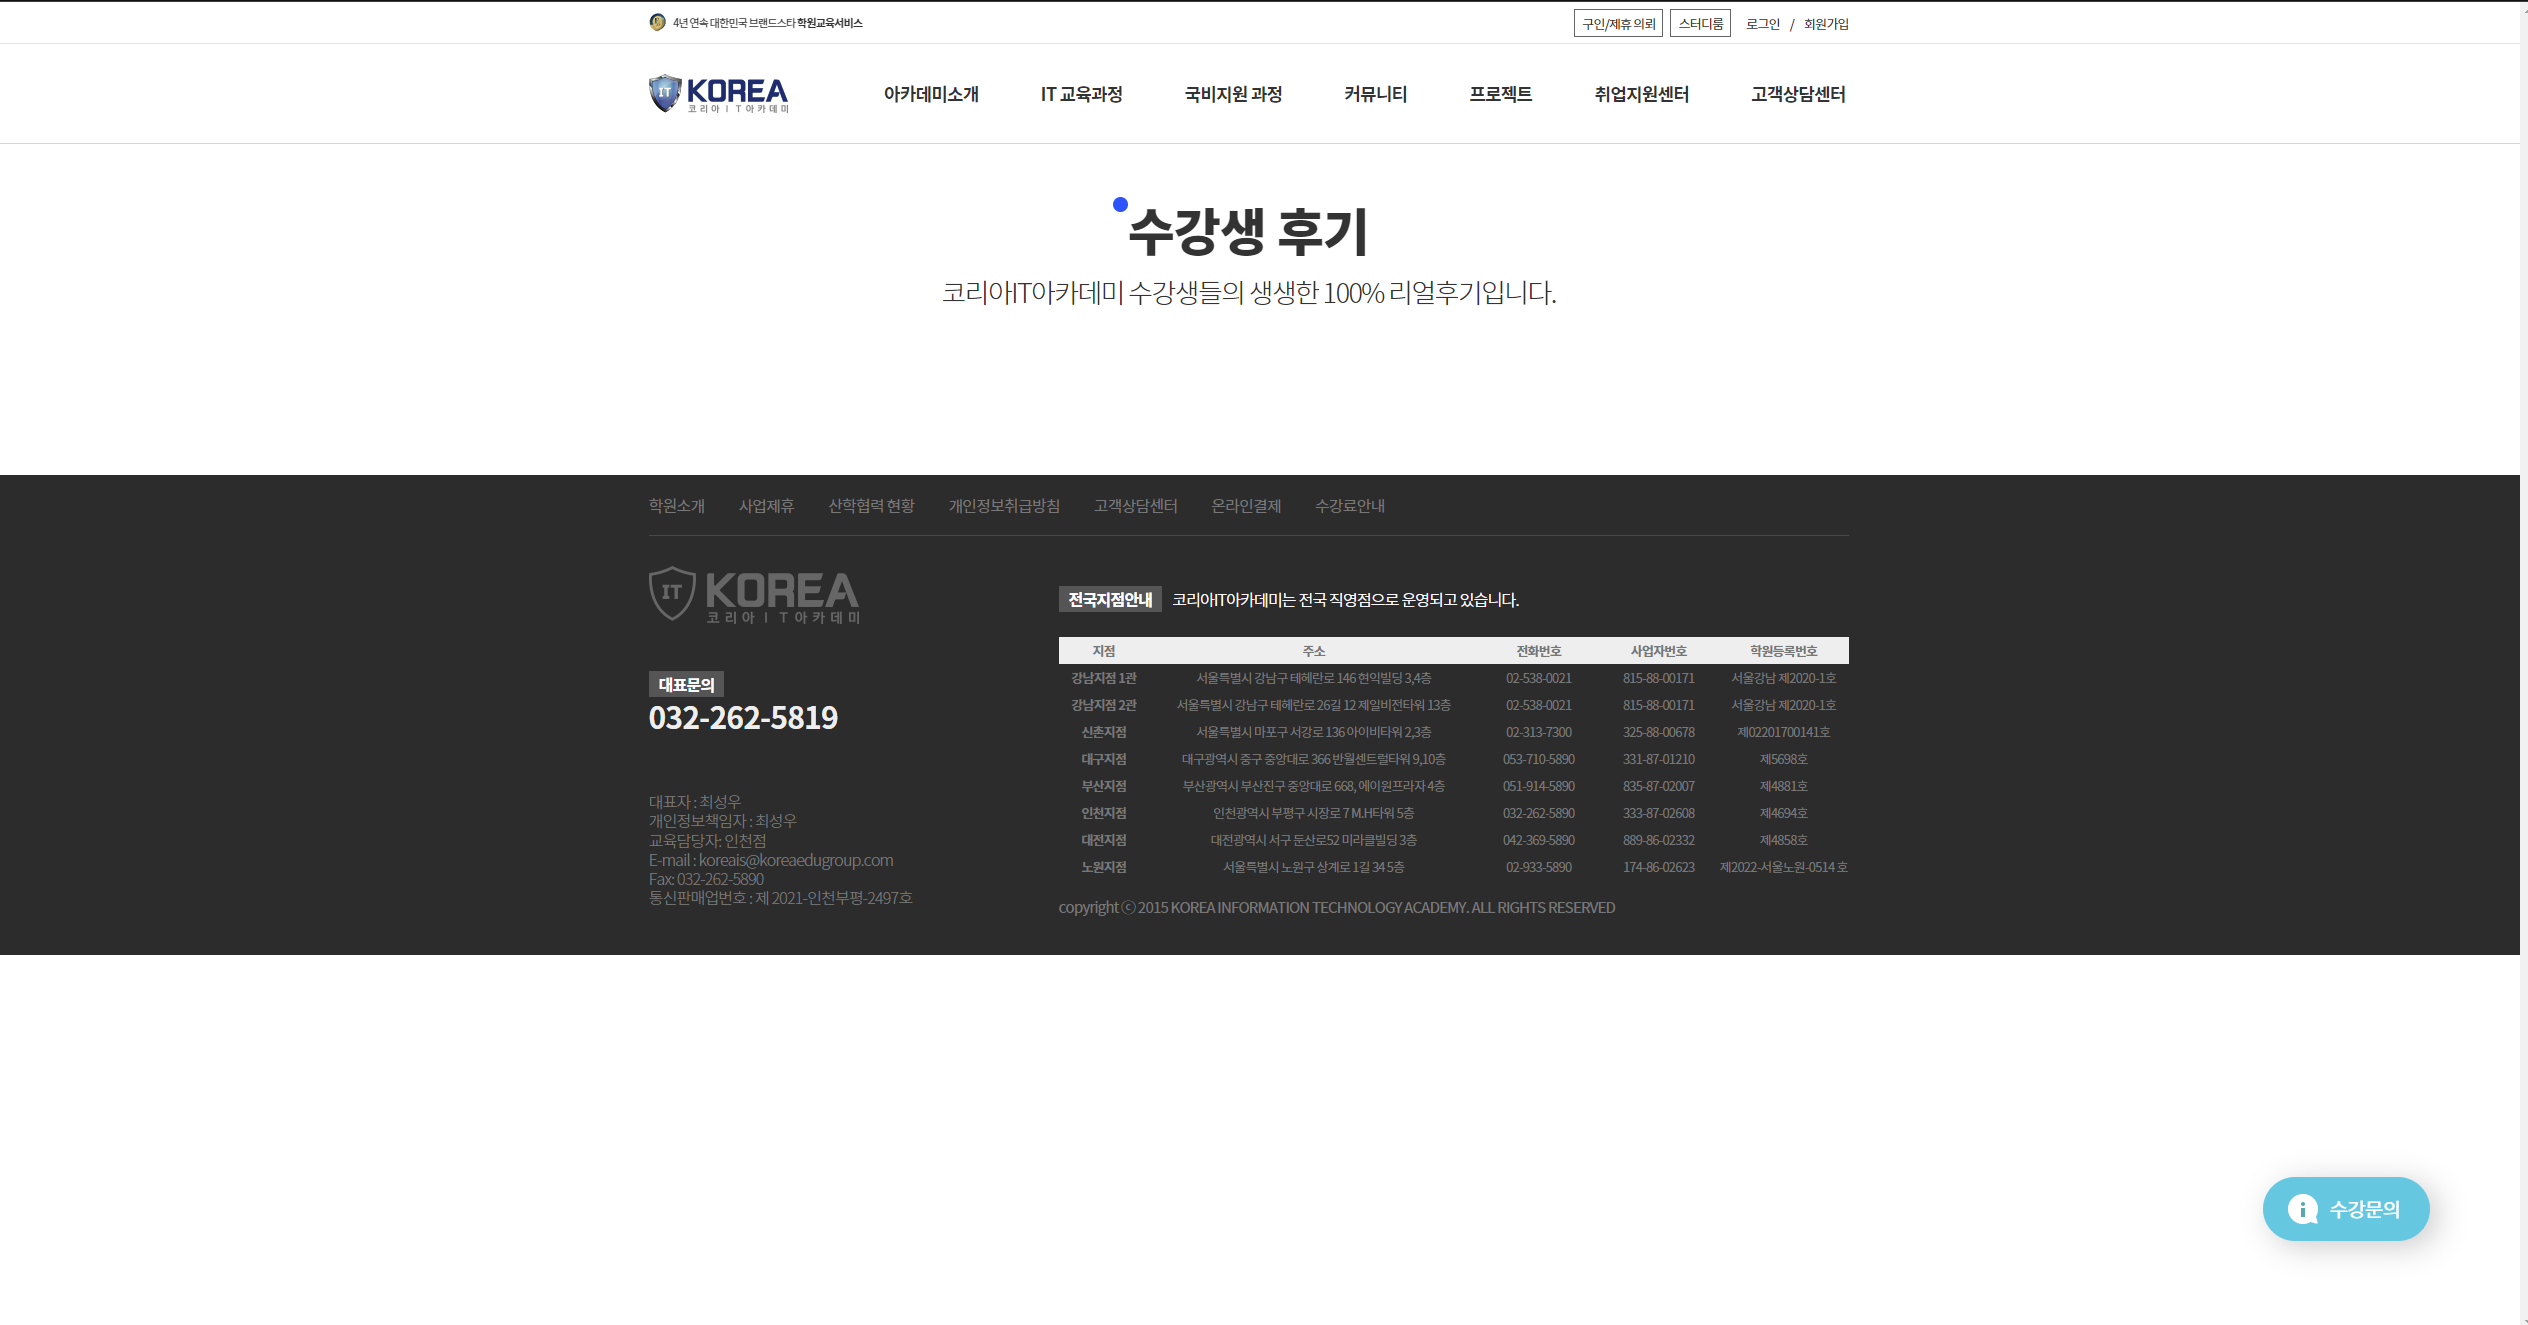 4년 연속 대한민국 브랜드스타 학원교육서비스
구인/제휴 의뢰 스터디룸 로그인 / 회원가입
IT KOREA
코리아IT아카데미
아카데미소개 IT 교육과정 국비지원 과정 커뮤니티 프로젝트 취업지원센터 고객상담센터
수강생 후기
코리아IT아카데미 수강생들의 생생한 100% 리얼후기입니다.
학원소개 사업제휴 산학협력 현황 개인정보취급방침 고객상담센터 온라인결제 수강료안내
IT KOREA
코리아IT아카데미
대표문의
032-262-5819
대표자 : 최성우
개인정보책임자 : 최성우
교육담당자: 인천점
E-mail : koreais@koreaedugroup.com
Fax: 032-262-5890
통신판매업번호 : 제 2021-인천부평-2497호
전국지점안내 코리아IT아카데미는 전국 직영점으로 운영되고 있습니다.
지점 주소 전화번호 사업자번호 학원등록번호
강남지점 1관 서울특별시 강남구 테헤란로 146 현익빌딩 3,4층 02-538-0021 815-88-00171 서울강남 제2020-1호
강남지점 2관 서울특별시 강남구 테헤란로 26길 12 제일비전타워 13층 02-538-0021 815-88-00171 서울강남 제2020-1호
신촌지점 서울특별시 마포구 서강로 136 아이비타워 2,3층 02-313-7300 325-88-00678 제02201700141호
대구지점 대구광역시 중구 중앙대로 366 반월센트럴타워 9,10층 053-710-5890 331-87-01210 제5698호
부산지점 부산광역시 부산진구 중앙대로 668, 에이원프라자 4층 051-914-5890 835-87-02007 제4881호
인천지점 인천광역시 부평구 시장로 7 M.H타워 5층 032-262-5890 333-87-02608 제4694호
대전지점 대전광역시 서구 둔산로52 미라클빌딩 3층 042-369-5890 889-86-02332 제4858호
노원지점 서울특별시 노원구 상계로 1길 34 5층 02-933-5890 174-86-02623 제2022-서울노원-0514 호
copyright ⓒ 2015 KOREA INFORMATION TECHNOLOGY ACADEMY. ALL RIGHTS RESERVED
수강문의